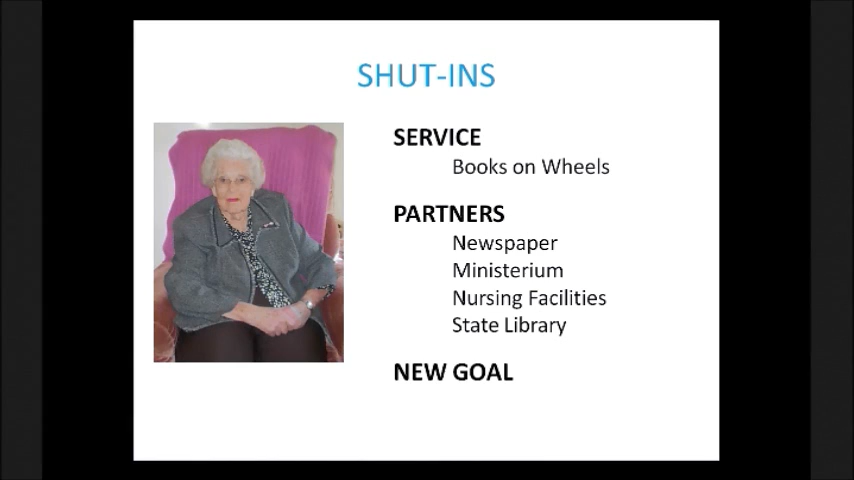 SHUT-INS
SERVICE
Books on Wheels
PARTNERS
Newspaper
Ministerium
Nursing Facilities
State Library
NEW GOAL